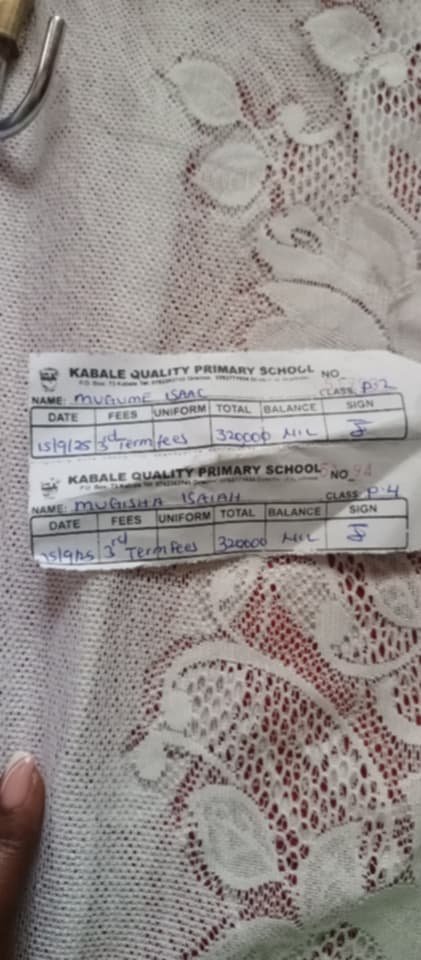 KABALE QUALITY PRIMARY SCHOOL NO
NAME: MUGUME ISAAC CLASS P.2
DATE FEES UNIFORM TOTAL BALANCE SIGN
15/9/25 3rd Term fees 320000 NIL
KABALE QUALITY PRIMARY SCHOOL NO 94
NAME: MUGISHA ISAIAH CLASS P.4
DATE FEES UNIFORM TOTAL BALANCE SIGN
15/9/25 3rd Term Fees 320000 NIL